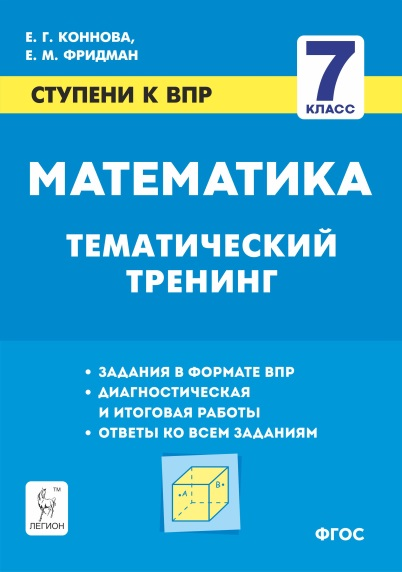 Е. Г. КОННОВА,
Е. М. ФРИДМАН
СТУПЕНИ К ВПР
7
КЛАСС
МАТЕМАТИКА
ТЕМАТИЧЕСКИЙ
ТРЕНИНГ
• ЗАДАНИЯ В ФОРМАТЕ ВПР
• ДИАГНОСТИЧЕСКАЯ
И ИТОГОВАЯ РАБОТЫ
• ОТВЕТЫ КО ВСЕМ ЗАДАНИЯМ
A
B
TM
ЛЕГИОН
ФГОС